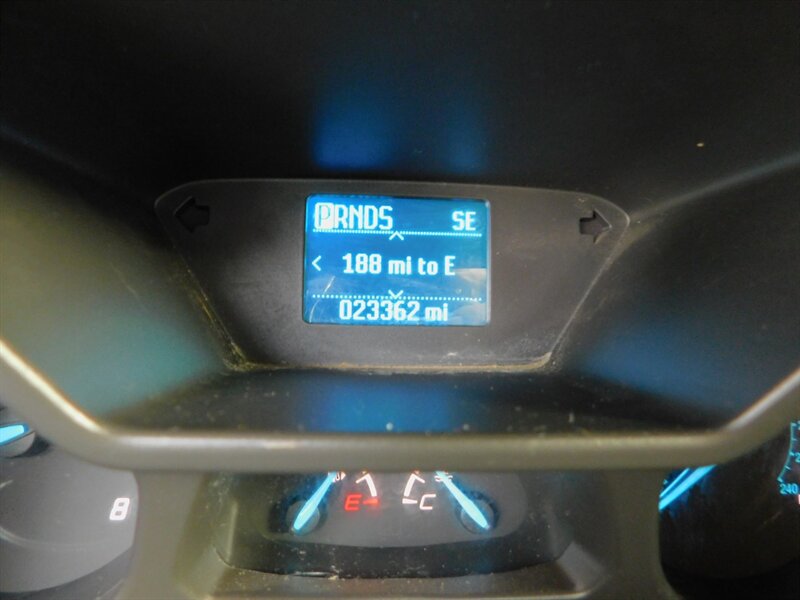 PRNDS SE
< 188 mi to E
023362 mi
8
E C
240